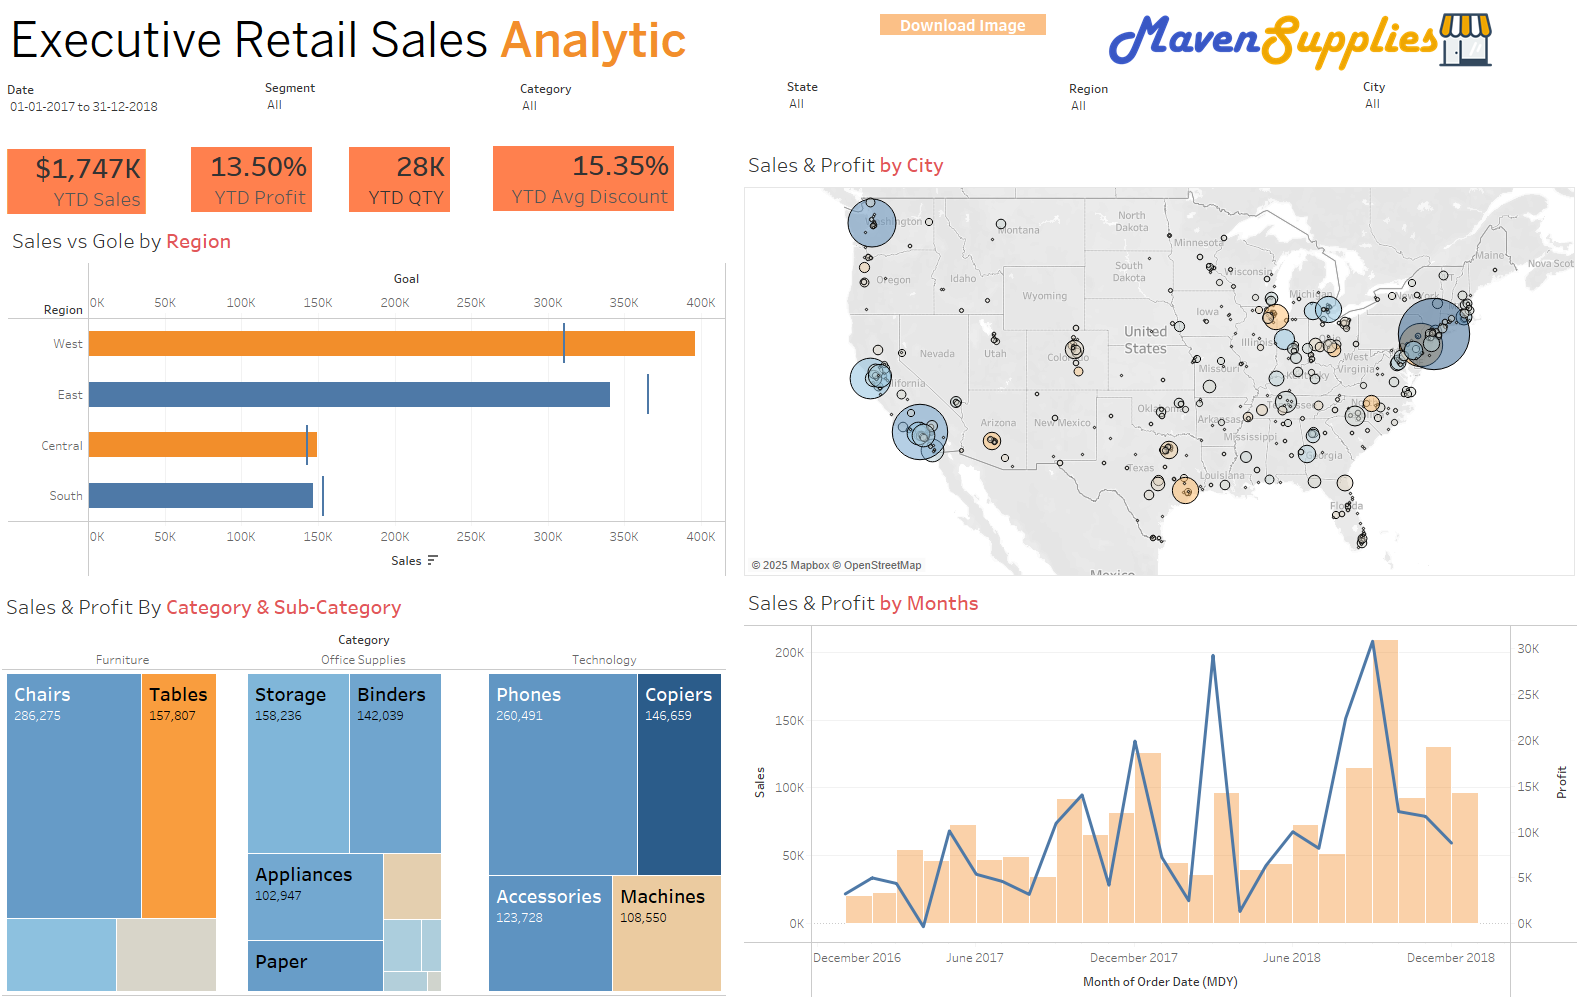 Executive Retail Sales Analytic
Download Image
MavenSupplies
Date
01-01-2017 to 31-12-2018
Segment
All
Category
All
State
All
Region
All
City
All
$1,747K
YTD Sales
13.50%
YTD Profit
28K
YTD QTY
15.35%
YTD Avg Discount
Sales vs Gole by Region
Goal
Region
0K 50K 100K 150K 200K 250K 300K 350K 400K
West
East
Central
South
0K 50K 100K 150K 200K 250K 300K 350K 400K
Sales
Sales & Profit by City
Washington
Montana
North
Dakota
Minnesota
Maine
Nova Scot
Oregon
Idaho
South
Dakota
Wisconsin
Michigan
New York
Wyoming
Iowa
United
States
Illinois
Nevada
Utah
Colorado
West
Virginia
California
Missouri
Kentucky
Arizona
New Mexico
Oklahoma
Arkansas
Tennessee
Mississippi
Georgia
Texas
Louisiana
Florida
Mexico
© 2025 Mapbox © OpenStreetMap
Sales & Profit By Category & Sub-Category
Category
Furniture
Office Supplies
Technology
Chairs
286,275
Tables
157,807
Storage
158,236
Binders
142,039
Appliances
102,947
Paper
Phones
260,491
Copiers
146,659
Accessories
123,728
Machines
108,550
Sales & Profit by Months
Sales
200K
150K
100K
50K
0K
30K
25K
20K
15K
10K
5K
0K
Profit
December 2016
June 2017
December 2017
June 2018
December 2018
Month of Order Date (MDY)